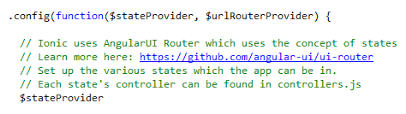 .config(function($stateProvider, $urlRouterProvider) {
// Ionic uses AngularUI Router which uses the concept of states
// Learn more here: https://github.com/angular-ui/ui-router
// Set up the various states which the app can be in.
// Each state's controller can be found in controllers.js
$stateProvider